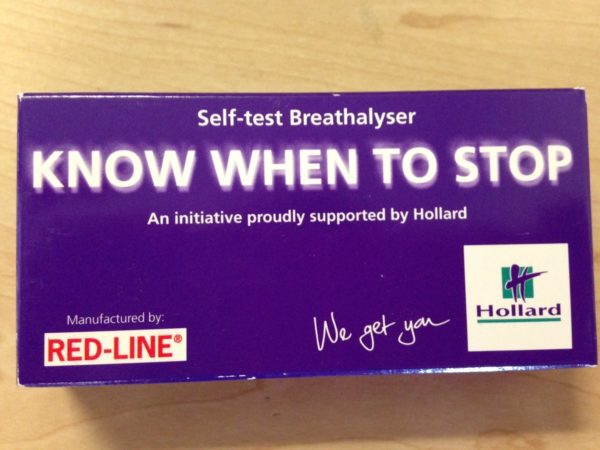 Self-test Breathalyser
KNOW WHEN TO STOP
An initiative proudly supported by Hollard
Manufactured by:
RED-LINE®
We get you
Hollard